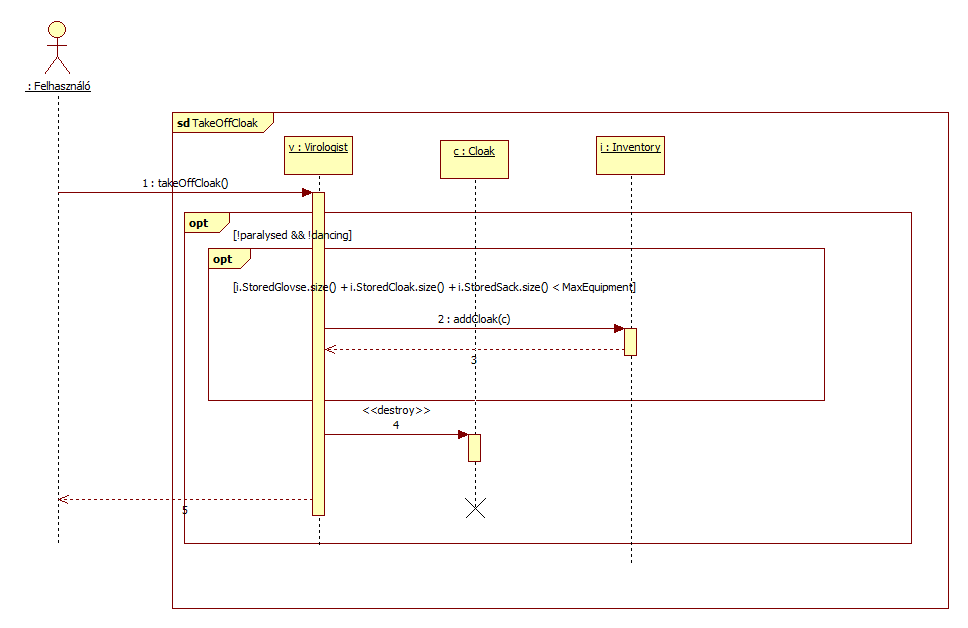 : Felhasználó
sd TakeOffCloak
v : Virologist
c : Cloak
i : Inventory
1 : takeOffCloak()
opt
[!paralysed && !dancing]
opt
[i.StoredGlovse.size() + i.StoredCloak.size() + i.StoredSack.size() < MaxEquipment]
2 : addCloak(c)
3
<<destroy>>
4
5